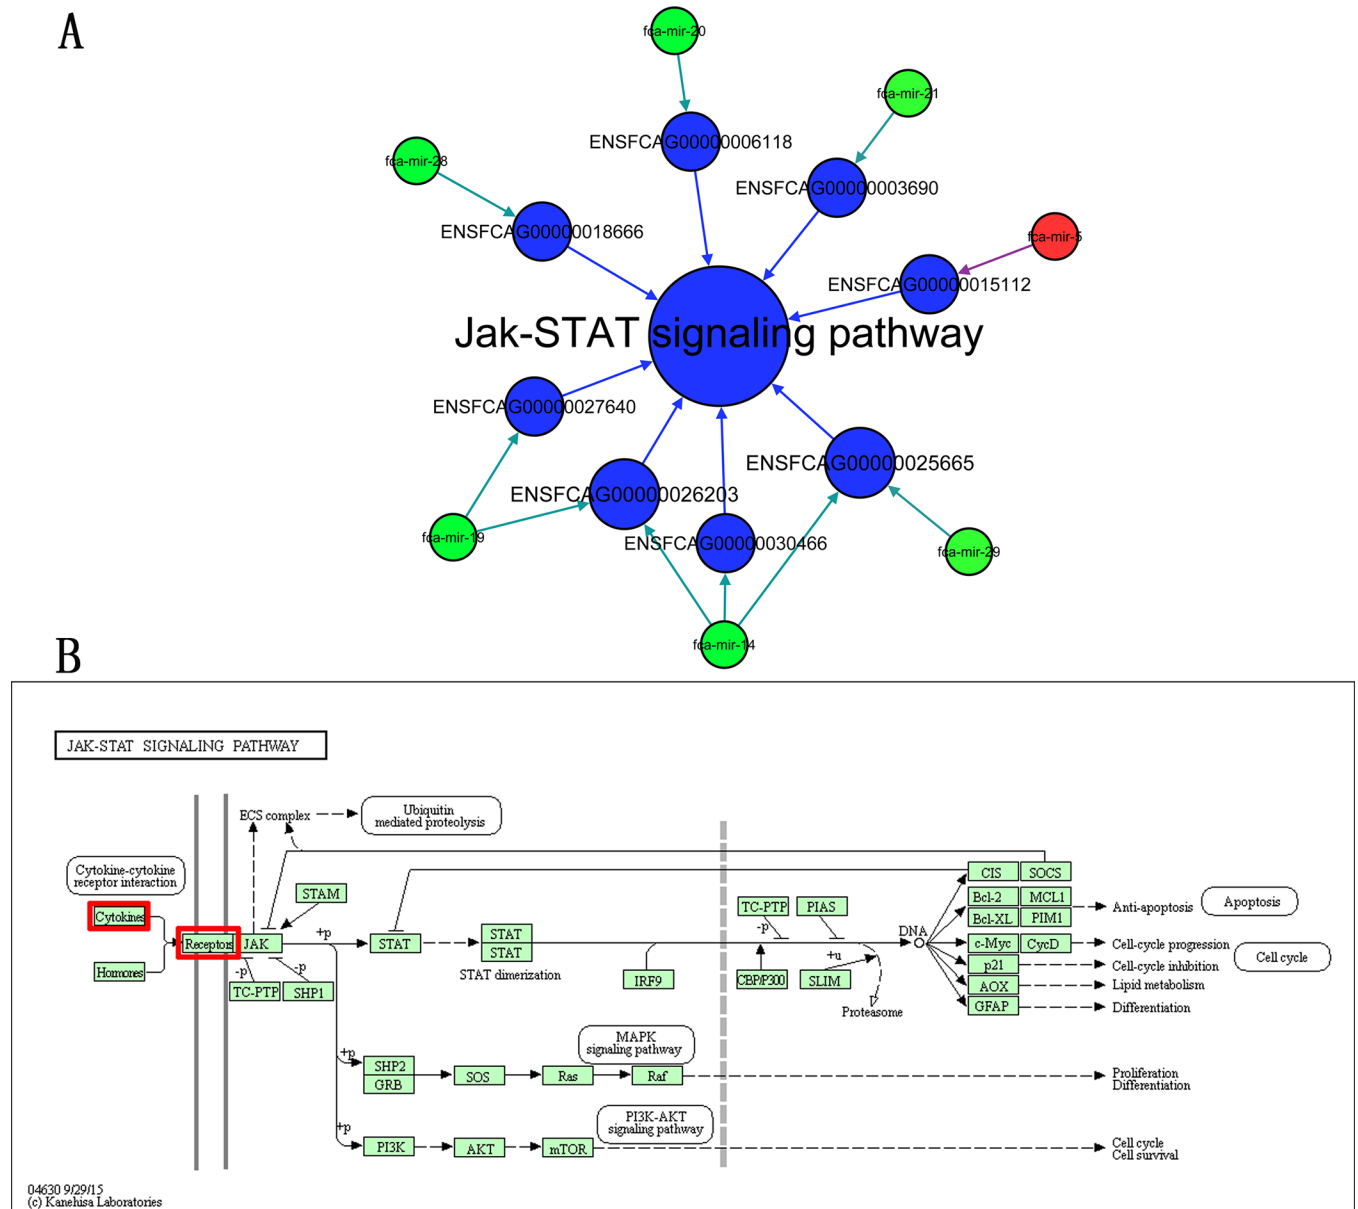 A
fca-mir-20
fca-mir-21
ENSFCAG00000006118
fca-mir-28
ENSFCAG00000003690
ENSFCAG00000018666
fca-mir-5
ENSFCAG00000015112
Jak-STAT signaling pathway
ENSFCAG00000027640
ENSFCAG00000025665
ENSFCAG00000026203
fca-mir-19
ENSFCAG00000030466
fca-mir-29
fca-mir-14
B
JAK-STAT SIGNALING PATHWAY
ECS complex
Ubiquitin
mediated proteolysis
Cytokine-cytokine
receptor interaction
CIS
SOCS
STAM
Bcl-2
MCL1
Cytokines
TC-PTP
PIAS
Anti-apoptosis
Apoptosis
Bcl-XL
PIM1
-p
+p
STAT
DNA
Receptors
JAK
STAT
STAT
c-Myc
CycD
Cell-cycle progression
Cell cycle
+u
p21
Cell-cycle inhibition
Hormones
-p
-p
STAT dimerization
IRF9
CBP/P300
SLIM
AOX
Lipid metabolism
TC-PTP
SHP1
GFAP
Differentiation
Proteasome
MAPK
signaling pathway
+p
SHP2
GRB
SOS
Ras
Raf
Proliferation
Differentiation
PI3K-AKT
signaling pathway
+p
PI3K
AKT
mTOR
Cell cycle
Cell survival
04630 9/29/15
(c) Kanehisa Laboratories